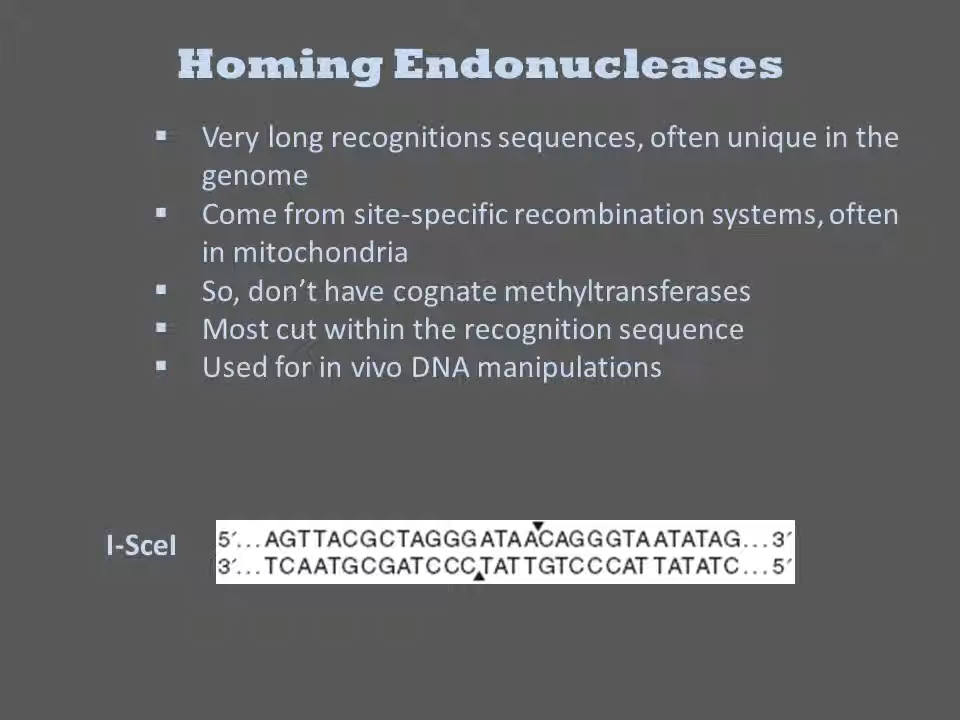 Homing Endonucleases
▪ Very long recognitions sequences, often unique in the
genome
▪ Come from site-specific recombination systems, often
in mitochondria
▪ So, don't have cognate methyltransferases
▪ Most cut within the recognition sequence
▪ Used for in vivo DNA manipulations
I-SceI
5′...AGTTACGCTAGGGATAACAGGGTAATATAG...3′
3′...TCAATGCGATCCCTATTGTCCCATTATATC...5′